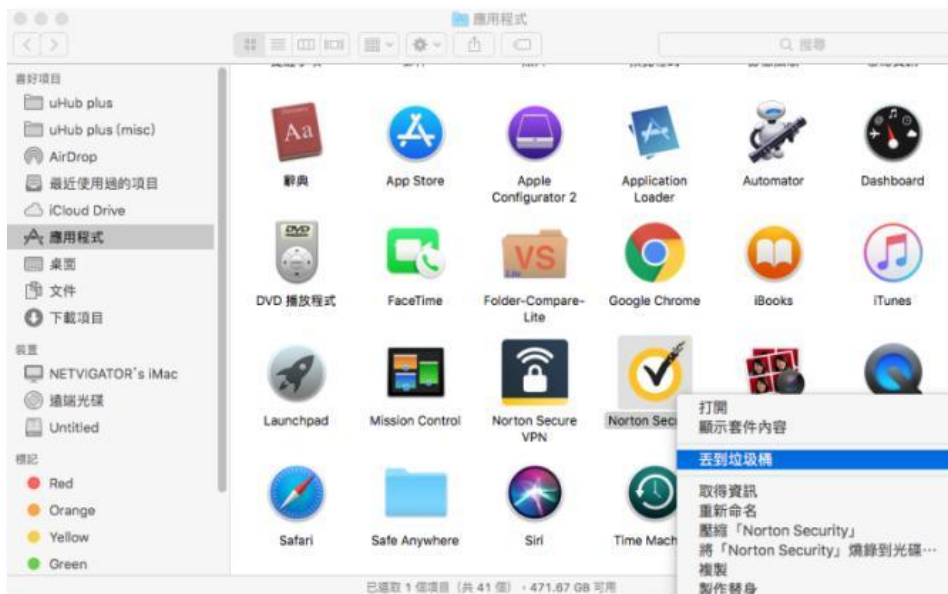 應用程式
搜尋
喜好項目
uHub plus
uHub plus (misc)
AirDrop
最近使用過的項目
iCloud Drive
應用程式
桌面
文件
下載項目
裝置
NETVIGATOR's iMac
遠端光碟
Untitled
標記
Red
Orange
Yellow
Green
Dictionary
Aa
辭典
App Store
Apple Configurator 2
Application Loader
Automator
Dashboard
DVD
DVD 播放程式
FaceTime
VS
Lite
Folder-Compare-Lite
Google Chrome
iBooks
iTunes
Launchpad
Mission Control
Norton Secure VPN
Norton Sec
Safari
Safe Anywhere
Siri
Time Mach
打開
顯示套件內容
丟到垃圾桶
取得資訊
重新命名
壓縮「Norton Security」
將「Norton Security」燒錄到光碟⋯
複製
製作替身
已選取 1 個項目（共 41 個），471.67 GB 可用